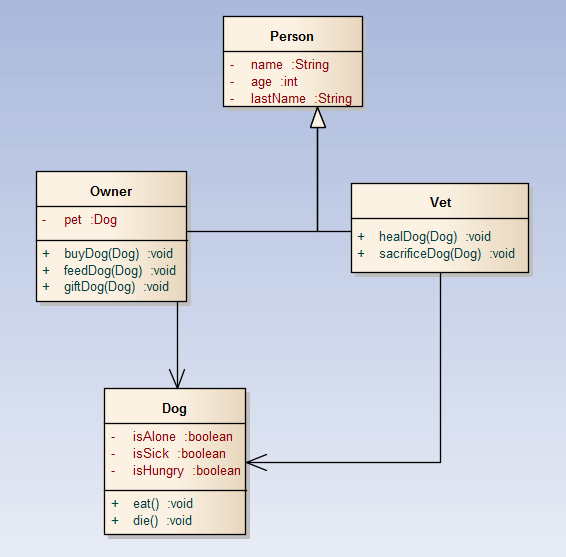 Person
- name :String
- age :int
- lastName :String
Owner
- pet :Dog
+ buyDog(Dog) :void
+ feedDog(Dog) :void
+ giftDog(Dog) :void
Vet
+ healDog(Dog) :void
+ sacrificeDog(Dog) :void
Dog
- isAlone :boolean
- isSick :boolean
- isHungry :boolean
+ eat() :void
+ die() :void